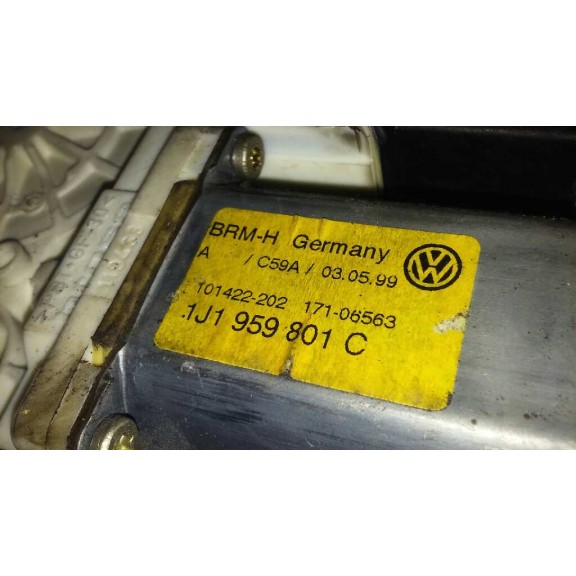 BRM-H Germany
A / C59A / 03.05.99
101422-202 171-06563
1J1 959 801 C